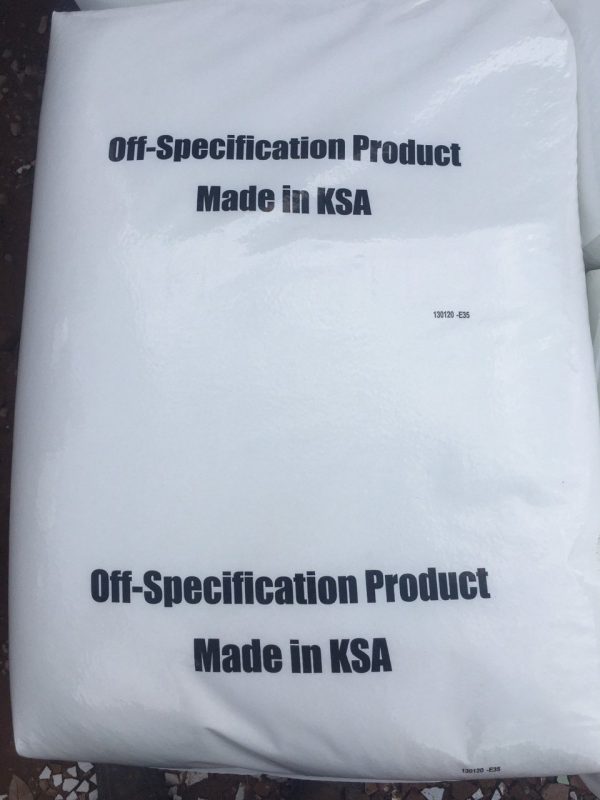 Off-Specification Product
Made in KSA
130120 -E35
Off-Specification Product
Made in KSA
130120 -E35